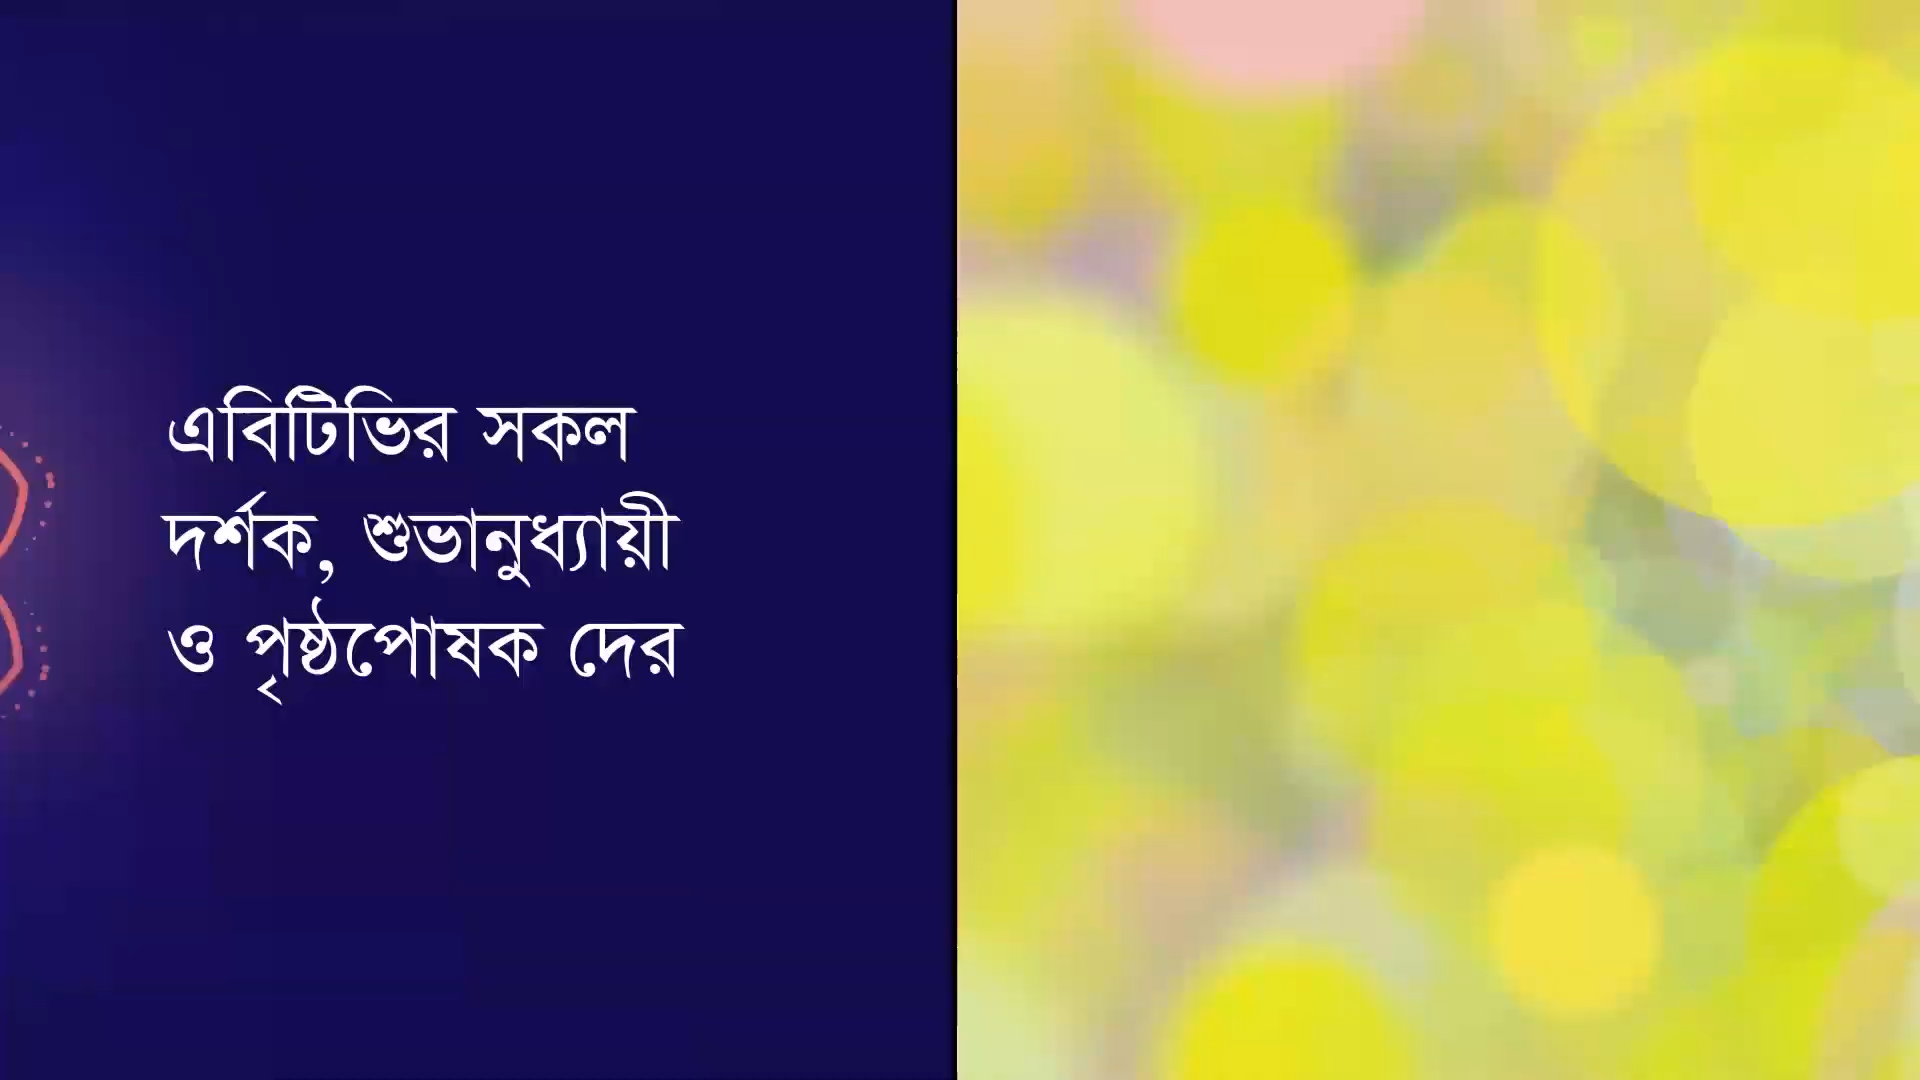 এবিটিভির সকল
দর্শক, শুভানুধ্যায়ী
ও পৃষ্ঠপোষক দের